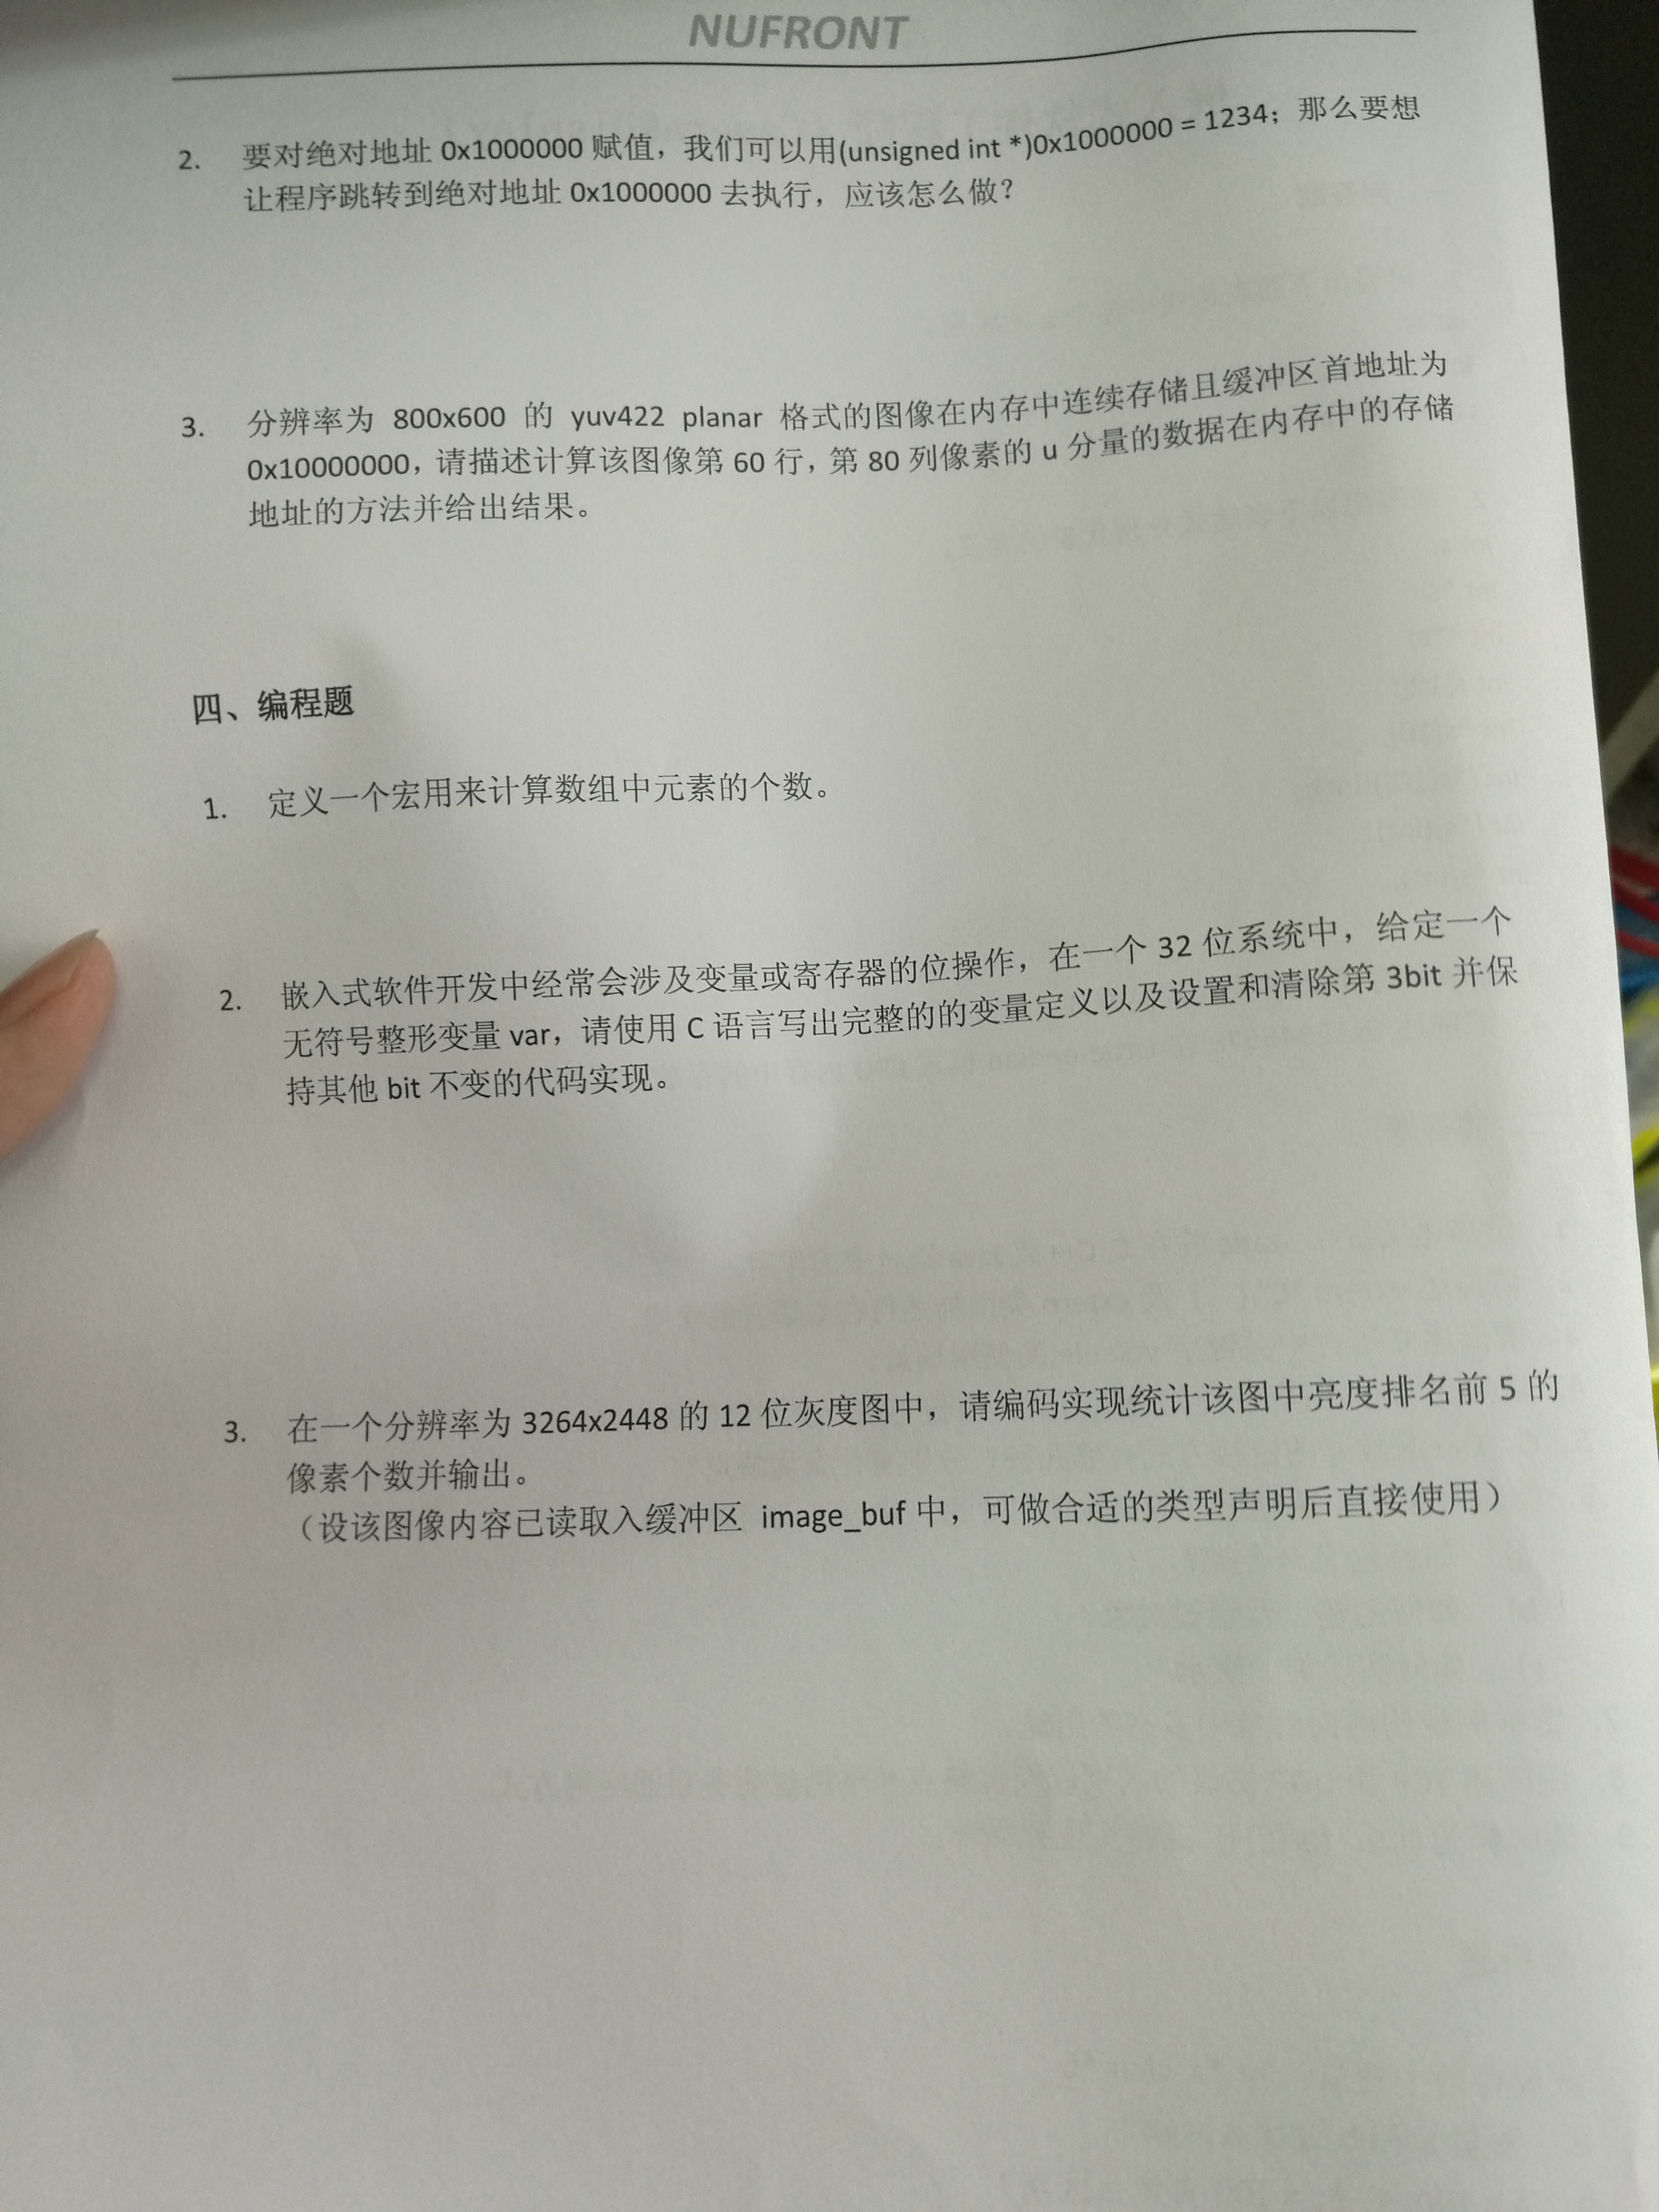 NUFRONT
2. 要对绝对地址 0x1000000 赋值，我们可以用(unsigned int *)0x1000000 = 1234；那么要想
让程序跳转到绝对地址 0x1000000 去执行，应该怎么做？
3. 分辨率为 800x600 的 yuv422 planar 格式的图像在内存中连续存储且缓冲区首地址为
0x10000000，请描述计算该图像第 60 行，第 80 列像素的 u 分量的数据在内存中的存储
地址的方法并给出结果。
四、编程题
1. 定义一个宏用来计算数组中元素的个数。
2. 嵌入式软件开发中经常会涉及变量或寄存器的位操作，在一个 32 位系统中，给定一个
无符号整形变量 var，请使用 C 语言写出完整的的变量定义以及设置和清除第 3bit 并保
持其他 bit 不变的代码实现。
3. 在一个分辨率为 3264x2448 的 12 位灰度图中，请编码实现统计该图中亮度排名前 5 的
像素个数并输出。
（设该图像内容已读取入缓冲区 image_buf 中，可做合适的类型声明后直接使用）